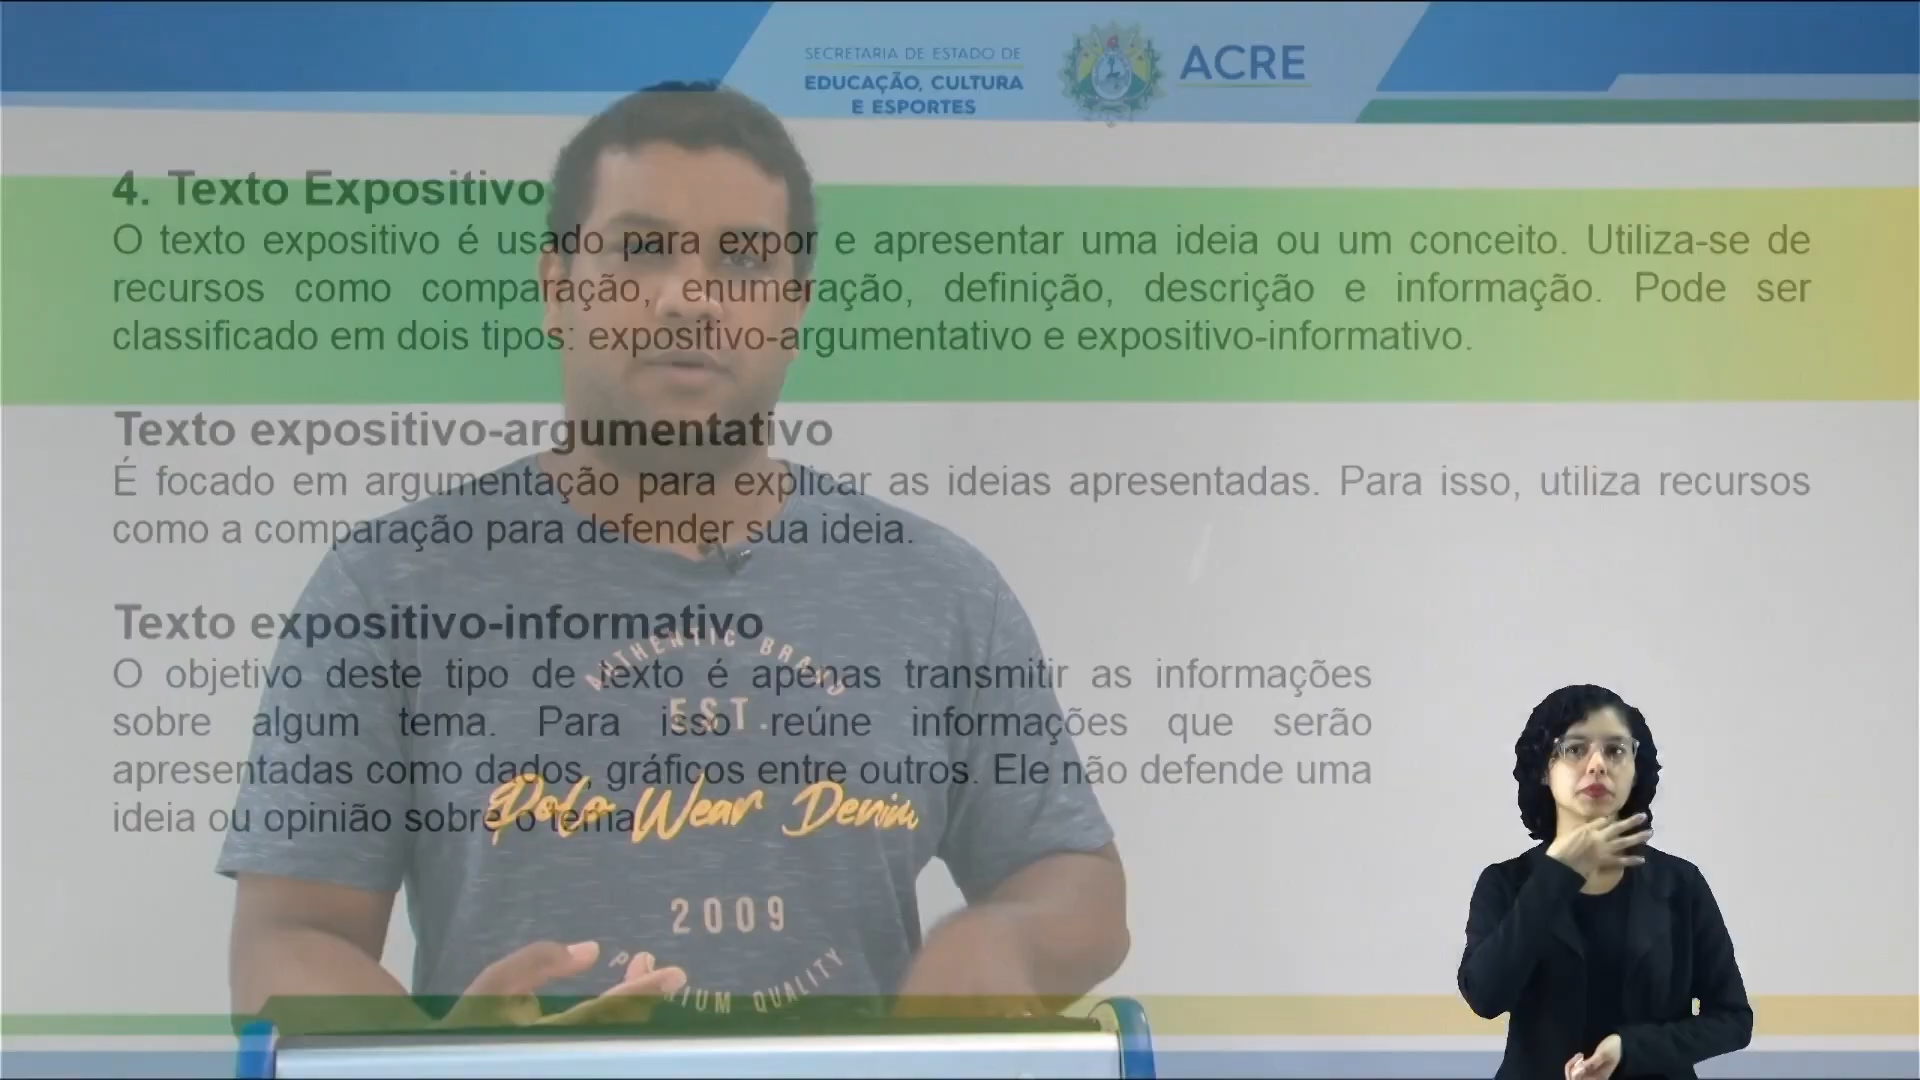 SECRETARIA DE ESTADO DE
EDUCAÇÃO, CULTURA
E ESPORTES
ACRE
4. Texto Expositivo
O texto expositivo é usado para expor e apresentar uma ideia ou um conceito. Utiliza-se de
recursos como comparação, enumeração, definição, descrição e informação. Pode ser
classificado em dois tipos: expositivo-argumentativo e expositivo-informativo.
Texto expositivo-argumentativo
É focado em argumentação para explicar as ideias apresentadas. Para isso, utiliza recursos
como a comparação para defender sua ideia.
Texto expositivo-informativo
O objetivo deste tipo de texto é apenas transmitir as informações
sobre algum tema. Para isso reúne informações que serão
apresentadas como dados, gráficos entre outros. Ele não defende uma
ideia ou opinião sobre o tema.
AUTHENTIC BRAND
EST.
Polo Wear Denim
2009
QUALITY